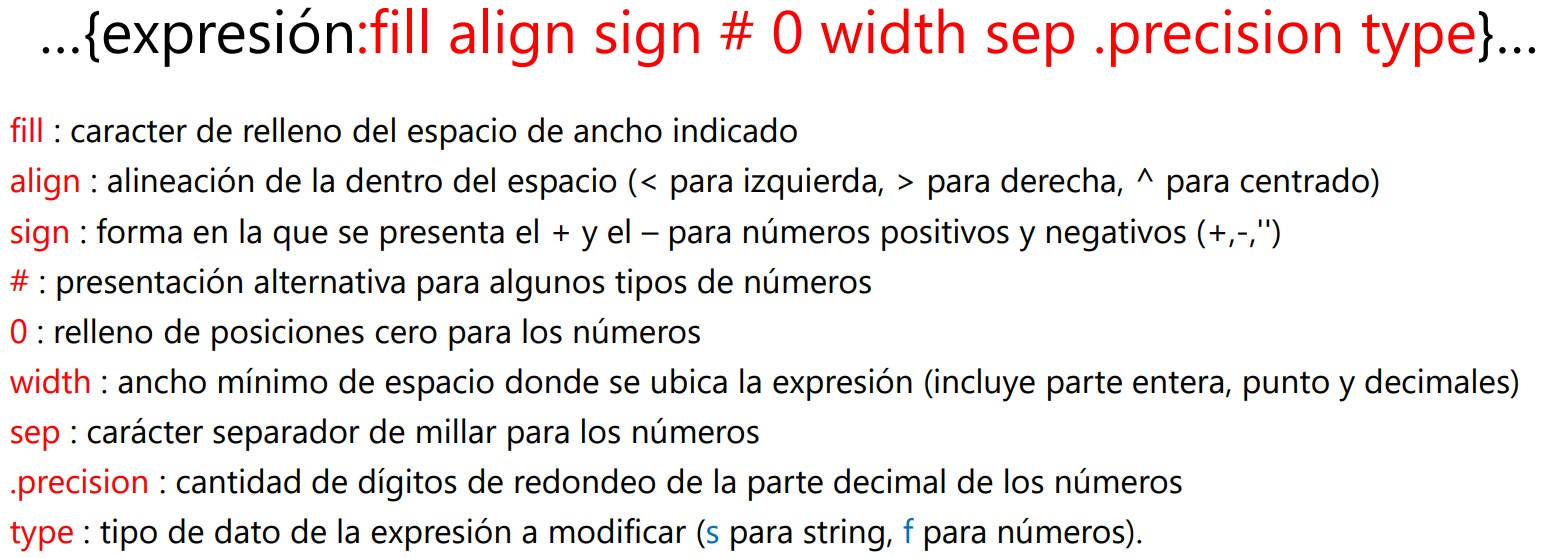 ...{expresión:fill align sign # 0 width sep .precision type}...
fill : caracter de relleno del espacio de ancho indicado
align : alineación de la dentro del espacio (< para izquierda, > para derecha, ^ para centrado)
sign : forma en la que se presenta el + y el – para números positivos y negativos (+,-,'')
# : presentación alternativa para algunos tipos de números
0 : relleno de posiciones cero para los números
width : ancho mínimo de espacio donde se ubica la expresión (incluye parte entera, punto y decimales)
sep : carácter separador de millar para los números
.precision : cantidad de dígitos de redondeo de la parte decimal de los números
type : tipo de dato de la expresión a modificar (s para string, f para números).